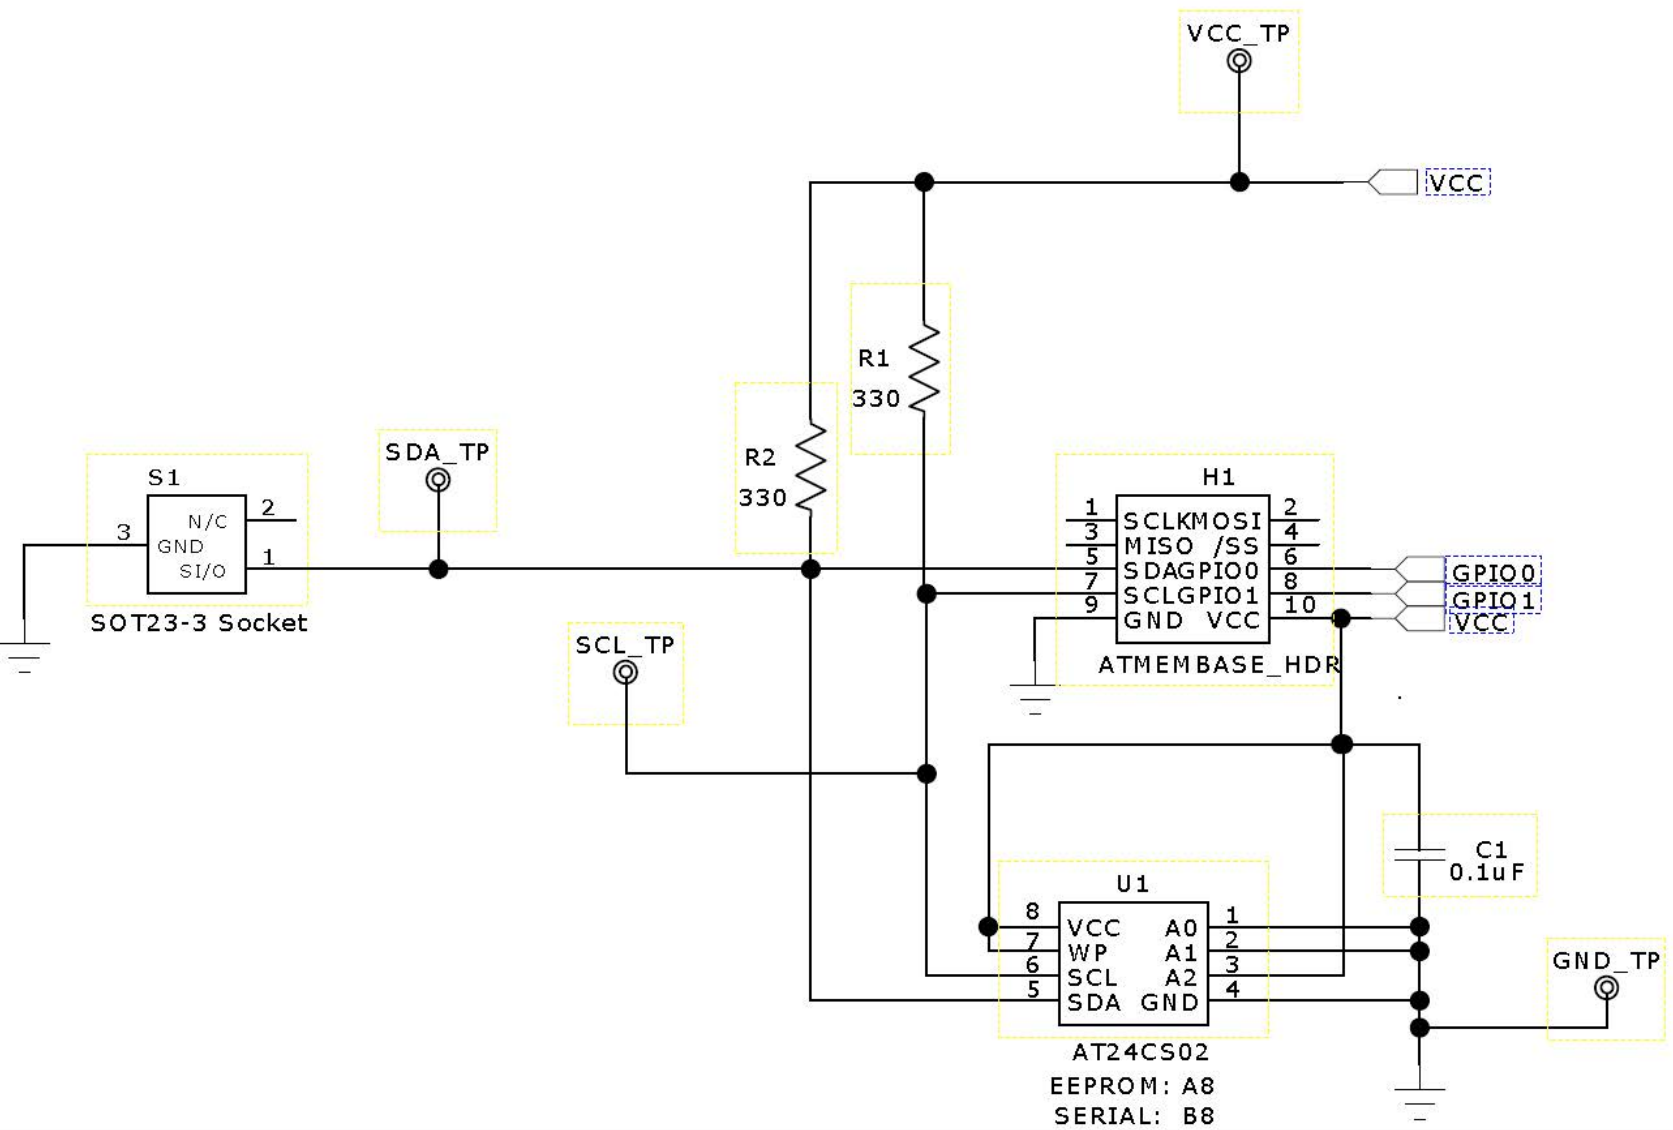 VCC_TP
VCC
R1
330
R2
330
SDA_TP
S1
3
N/C
2
GND
SI/O
1
SOT23-3 Socket
SCL_TP
H1
1
SCLK
MOSI
2
3
MISO
/SS
4
5
SDA
GPIO0
6
GPIO0
7
SCL
GPIO1
8
GPIO1
9
GND
VCC
10
VCC
ATMEMBASE_HDR
C1
0.1uF
U1
8
VCC
A0
1
7
WP
A1
2
6
SCL
A2
3
5
SDA
GND
4
AT24CS02
EEPROM: A8
SERIAL: B8
GND_TP